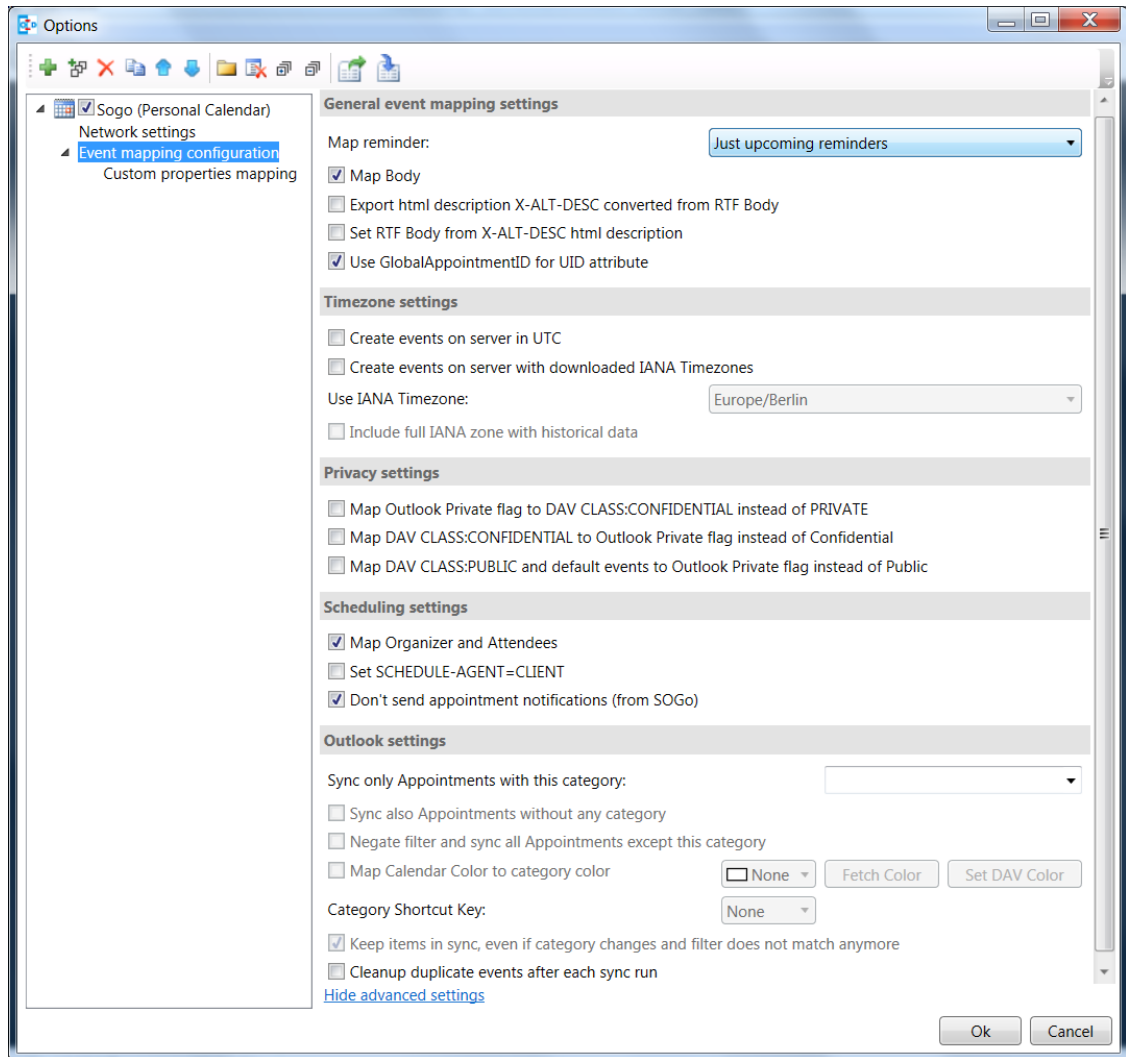 Options
Sogo (Personal Calendar)
Network settings
Event mapping configuration
Custom properties mapping
General event mapping settings
Map reminder: Just upcoming reminders
Map Body
Export html description X-ALT-DESC converted from RTF Body
Set RTF Body from X-ALT-DESC html description
Use GlobalAppointmentID for UID attribute
Timezone settings
Create events on server in UTC
Create events on server with downloaded IANA Timezones
Use IANA Timezone: Europe/Berlin
Include full IANA zone with historical data
Privacy settings
Map Outlook Private flag to DAV CLASS:CONFIDENTIAL instead of PRIVATE
Map DAV CLASS:CONFIDENTIAL to Outlook Private flag instead of Confidential
Map DAV CLASS:PUBLIC and default events to Outlook Private flag instead of Public
Scheduling settings
Map Organizer and Attendees
Set SCHEDULE-AGENT=CLIENT
Don't send appointment notifications (from SOGo)
Outlook settings
Sync only Appointments with this category:
Sync also Appointments without any category
Negate filter and sync all Appointments except this category
Map Calendar Color to category color None Fetch Color Set DAV Color
Category Shortcut Key: None
Keep items in sync, even if category changes and filter does not match anymore
Cleanup duplicate events after each sync run
Hide advanced settings
Ok Cancel